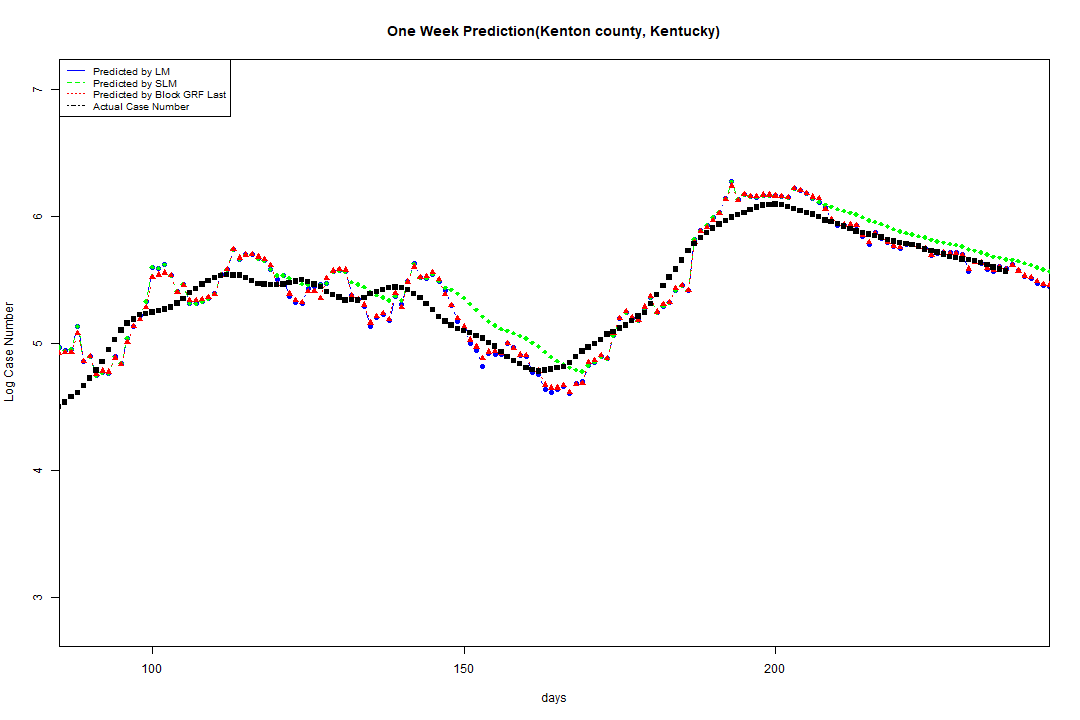 One Week Prediction(Kenton county, Kentucky)
Predicted by LM
Predicted by SLM
Predicted by Block GRF Last
Actual Case Number
7
6
5
4
3
Log Case Number
100 150 200
days